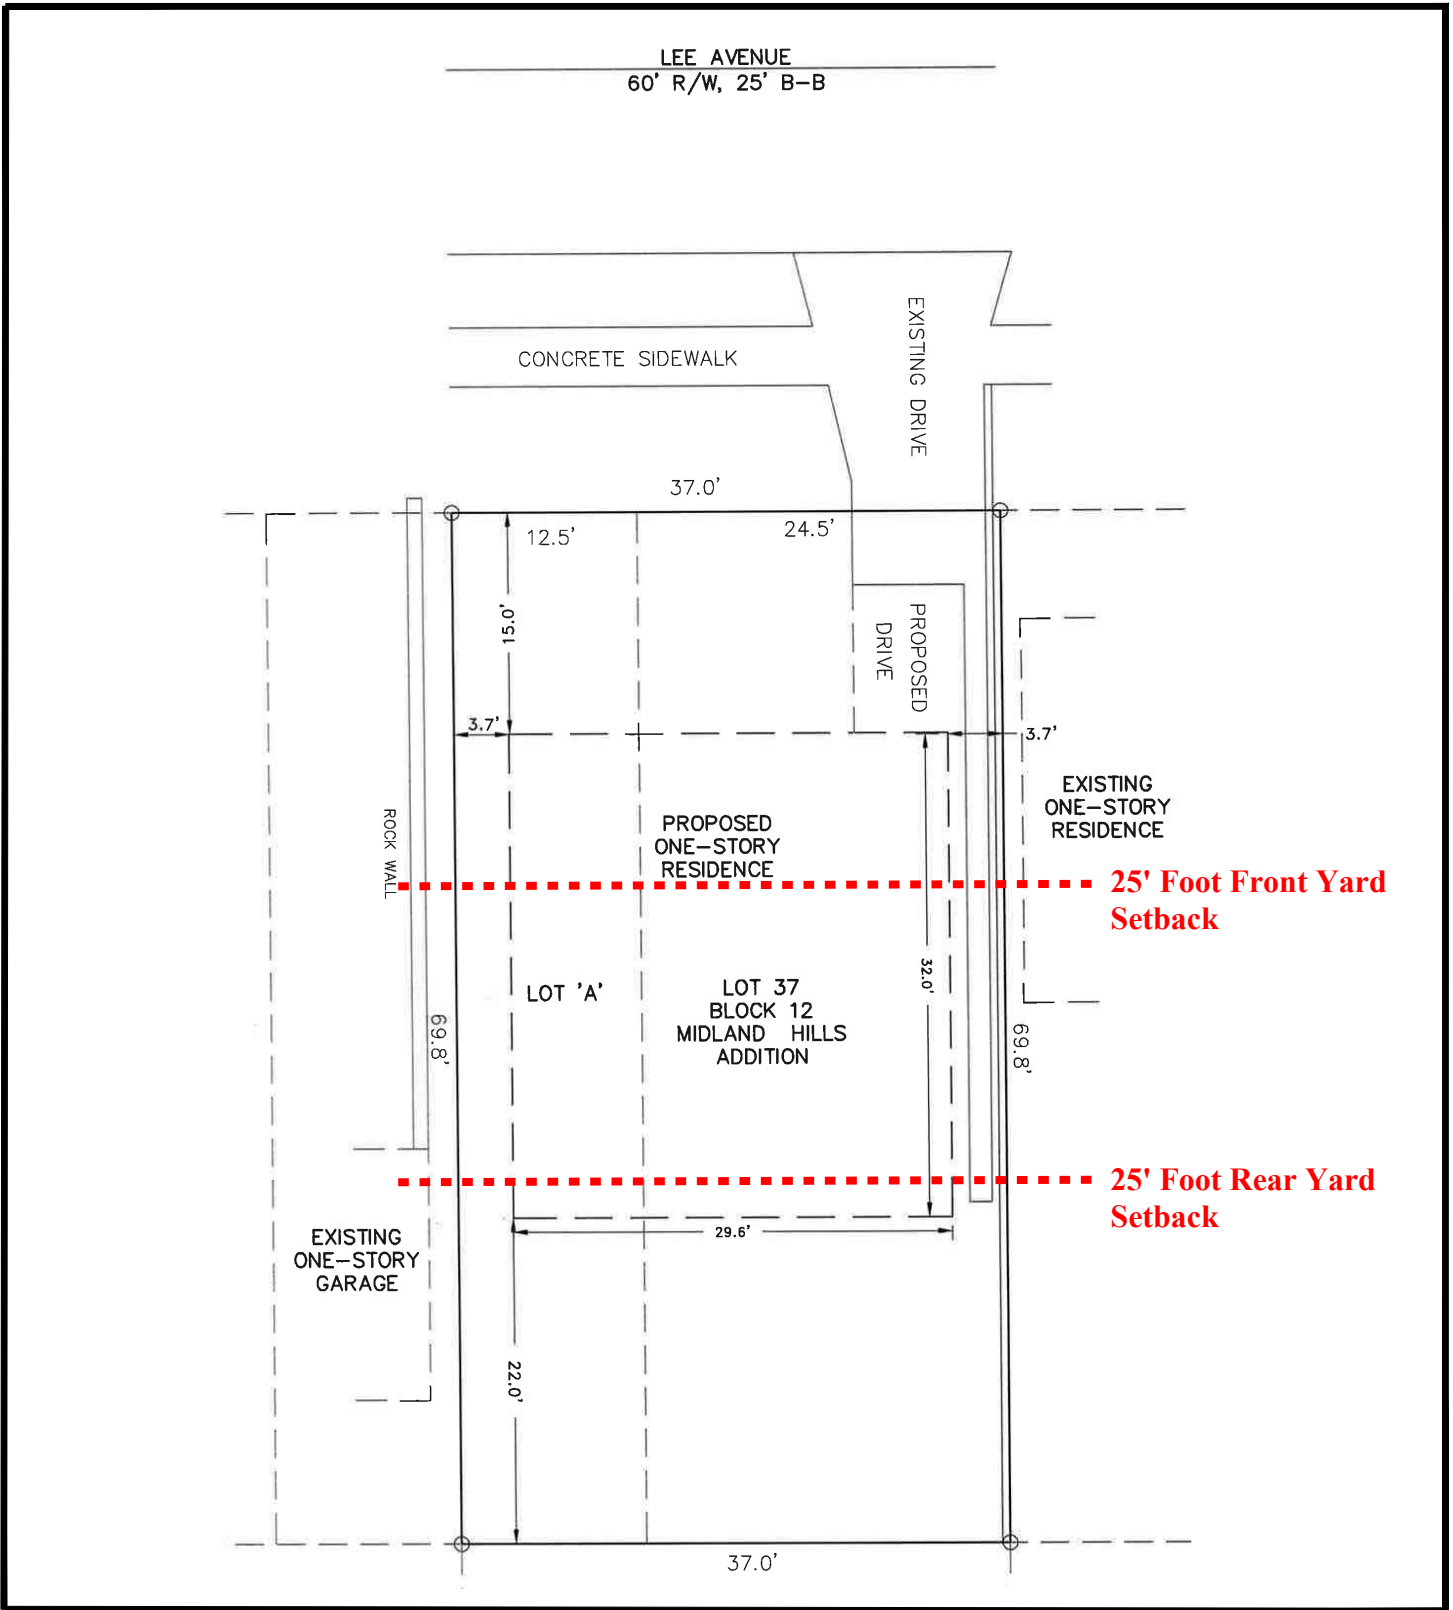 LEE AVENUE
60' R/W, 25' B-B
EXISTING DRIVE
CONCRETE SIDEWALK
37.0'
12.5'
24.5'
15.0'
PROPOSED
DRIVE
3.7'
3.7'
EXISTING
ONE-STORY
RESIDENCE
ROCK WALL
PROPOSED
ONE-STORY
RESIDENCE
25' Foot Front Yard
Setback
32.0'
LOT 'A'
LOT 37
BLOCK 12
MIDLAND HILLS
ADDITION
69.8'
69.8'
25' Foot Rear Yard
Setback
29.6'
EXISTING
ONE-STORY
GARAGE
22.0'
37.0'